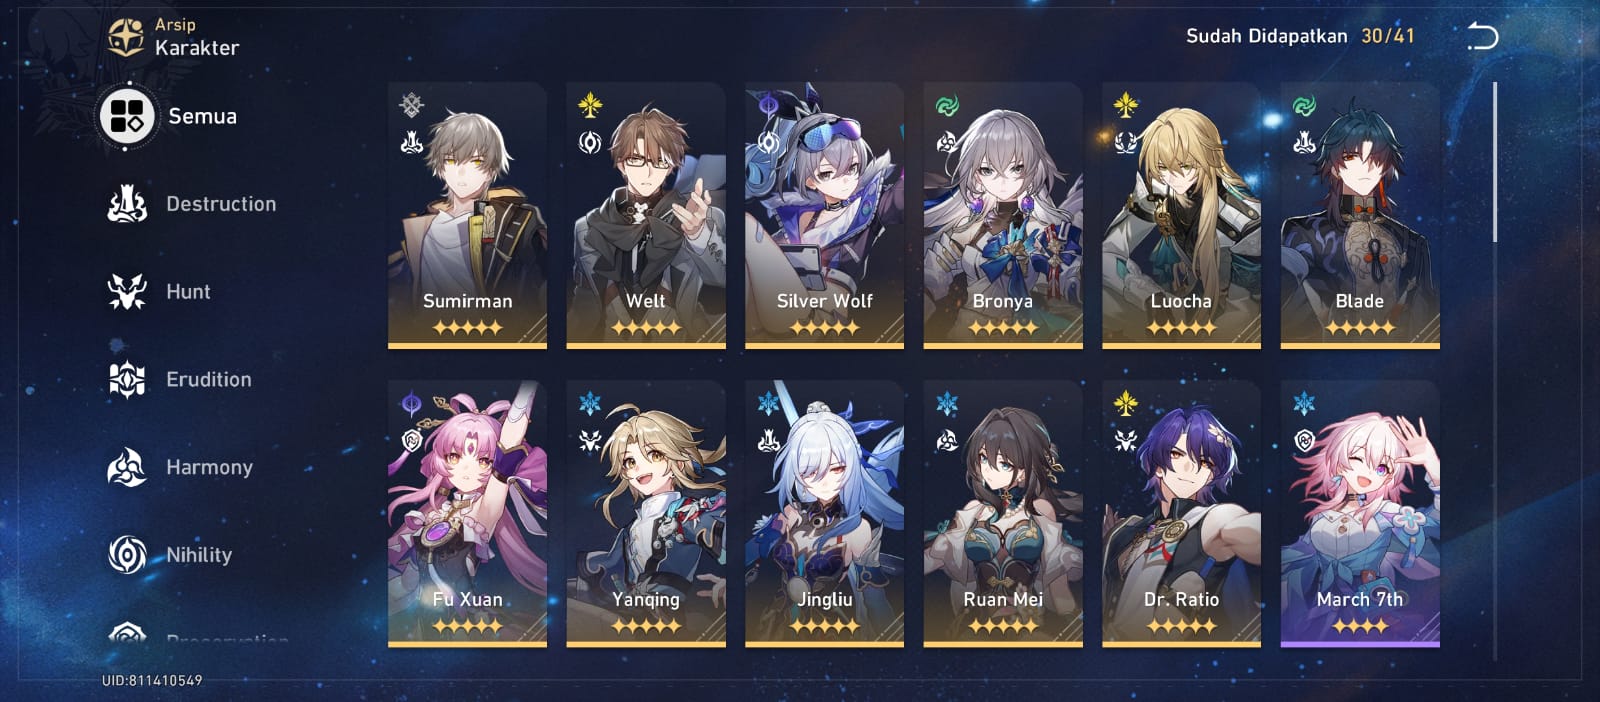 Arsip
Karakter
Sudah Didapatkan 30/41
Semua
Destruction
Hunt
Erudition
Harmony
Nihility
Preservation
Sumirman
Welt
Silver Wolf
Bronya
Luocha
Blade
Fu Xuan
Yanqing
Jingliu
Ruan Mei
Dr. Ratio
March 7th
UID:811410549